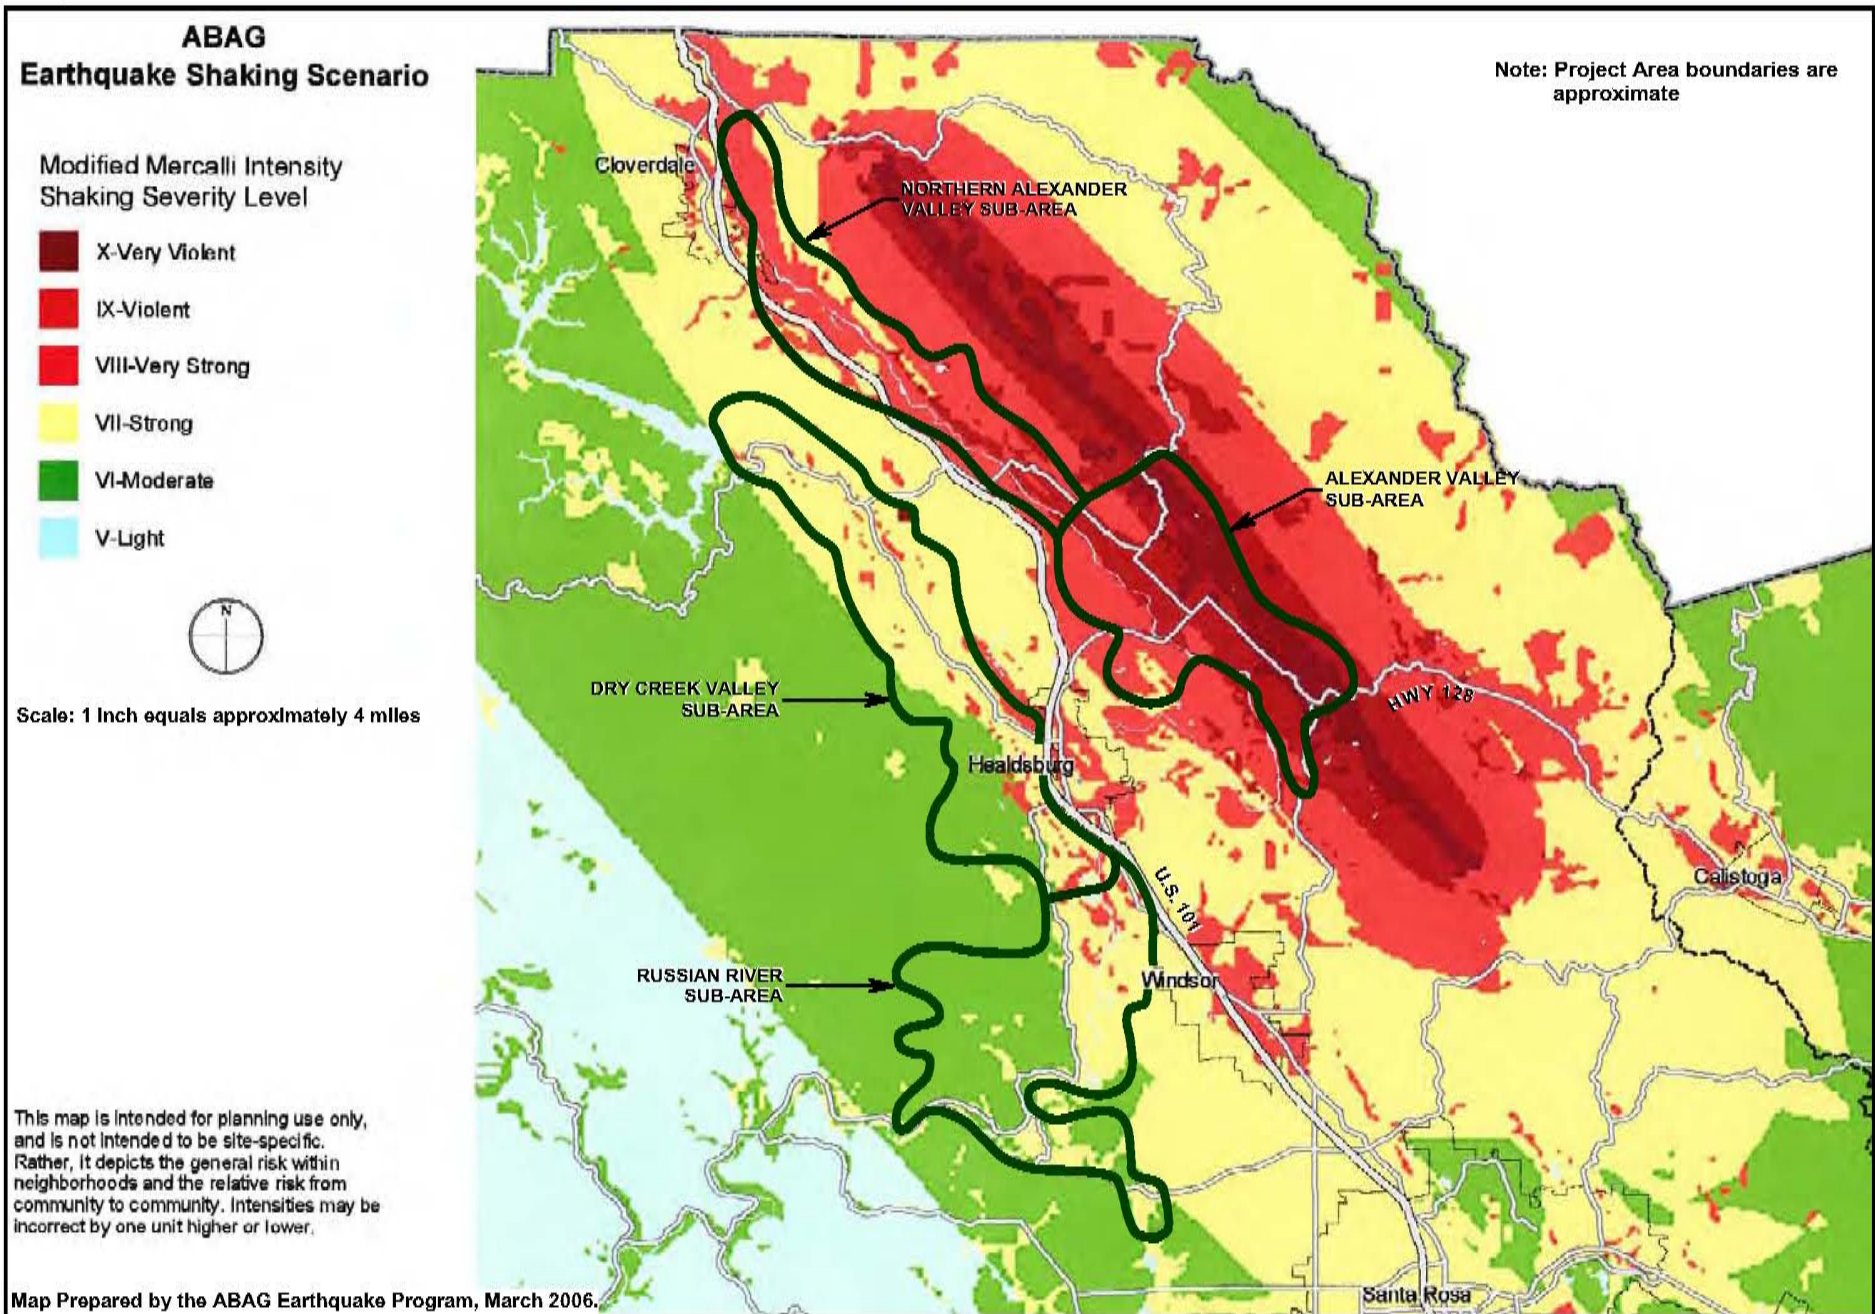 ABAG
Earthquake Shaking Scenario
Modified Mercalli Intensity
Shaking Severity Level
X-Very Violent
IX-Violent
VIII-Very Strong
VII-Strong
VI-Moderate
V-Light
N
Scale: 1 Inch equals approximately 4 miles
This map is intended for planning use only,
and is not intended to be site-specific.
Rather, it depicts the general risk within
neighborhoods and the relative risk from
community to community. Intensities may be
incorrect by one unit higher or lower.
Map Prepared by the ABAG Earthquake Program, March 2006.
Note: Project Area boundaries are
approximate
Cloverdale
NORTHERN ALEXANDER
VALLEY SUB-AREA
ALEXANDER VALLEY
SUB-AREA
DRY CREEK VALLEY
SUB-AREA
HWY 128
Healdsburg
Calistoga
U.S. 101
RUSSIAN RIVER
SUB-AREA
Windsor
Santa Rosa